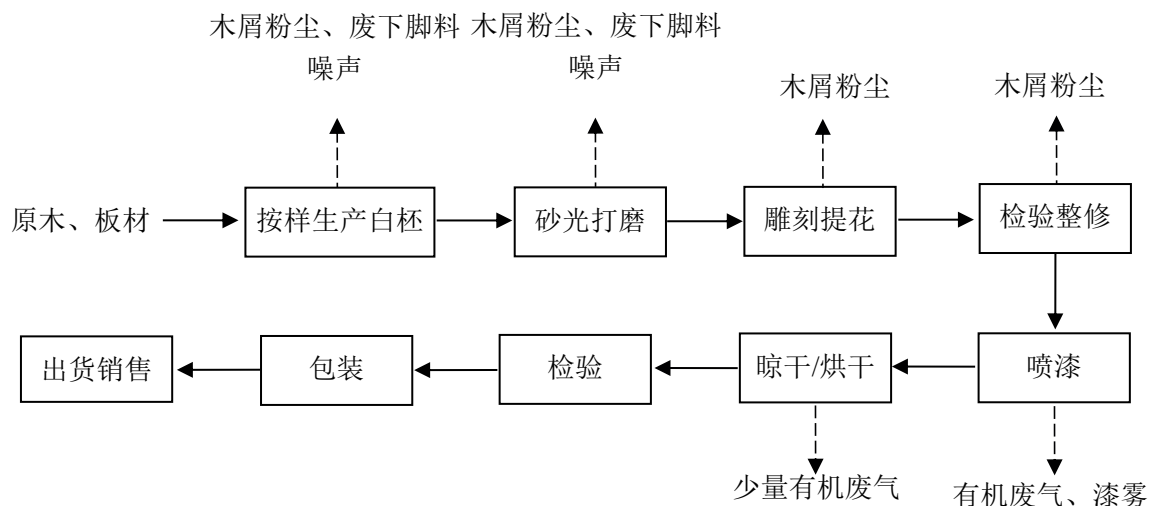 木屑粉尘、废下脚料
噪声
木屑粉尘、废下脚料
噪声
木屑粉尘
木屑粉尘
原木、板材
按样生产白柸
砂光打磨
雕刻提花
检验整修
出货销售
包装
检验
晾干/烘干
喷漆
少量有机废气
有机废气、漆雾